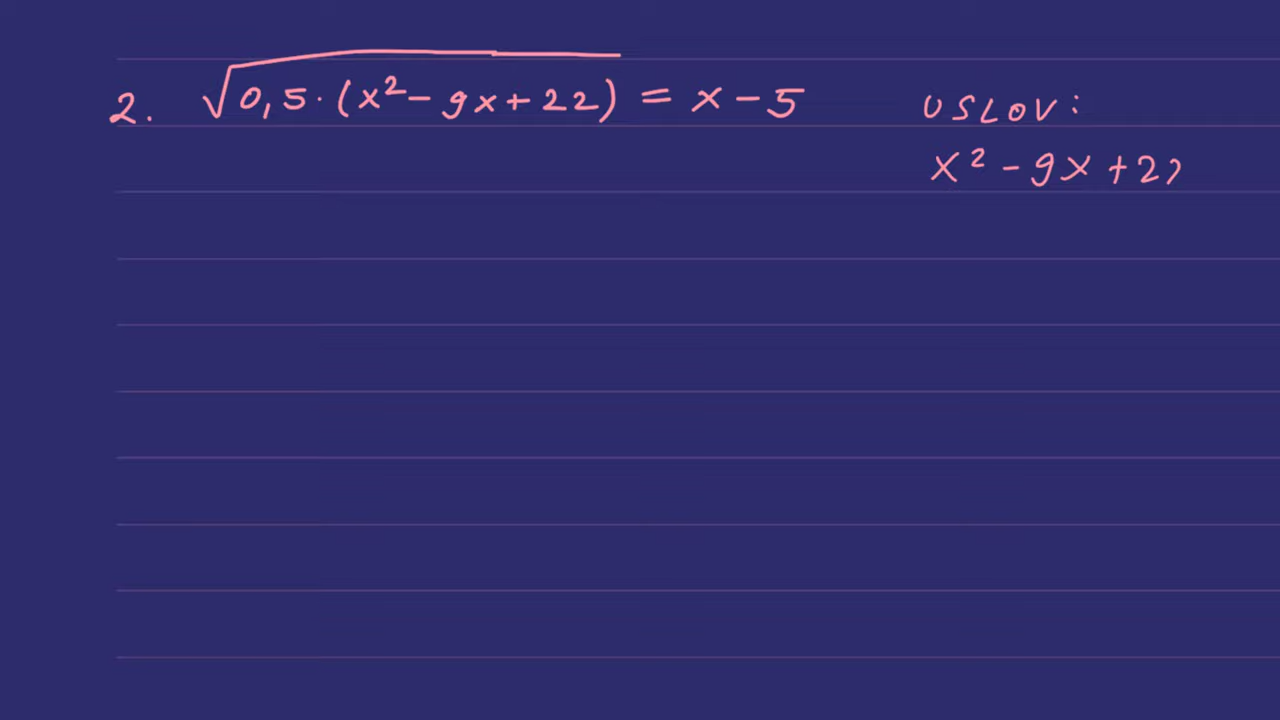 2. √0,5·(x²-9x+22) = x-5
USLOV:
x²-9x+22